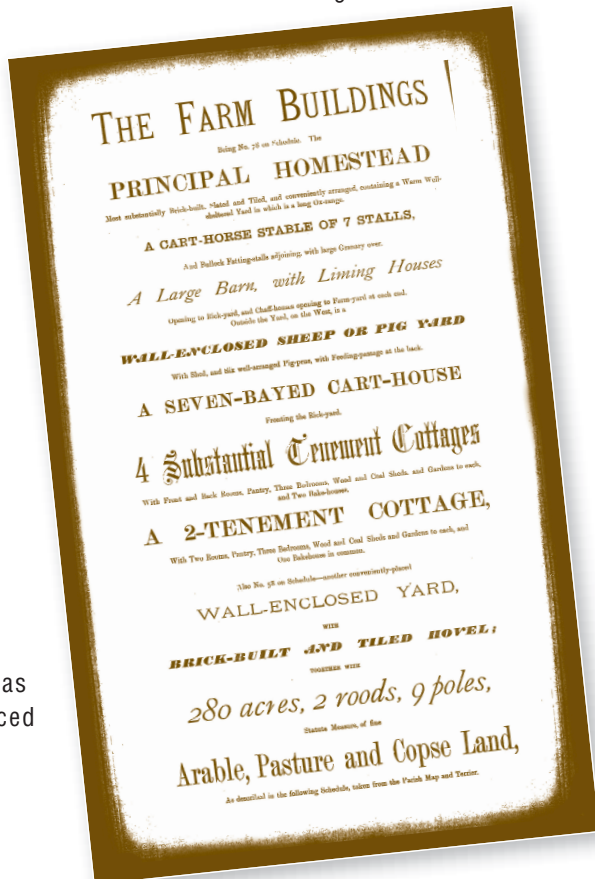 THE FARM BUILDINGS
Being No. 78 on Schedule. The
PRINCIPAL HOMESTEAD
Most substantially Brick-built, Slated and Tiled, and conveniently arranged, containing a Warm Well-
sheltered Yard in which is a long Ox-range.
A CART-HORSE STABLE OF 7 STALLS,
And Bullock Fatting-stalls adjoining, with large Granary over.
A Large Barn, with Liming Houses
Opening to Rick-yard, and Chaff-houses opening to Farm-yard at each end.
Outside the Yard, on the West, is a
WALL-ENCLOSED SHEEP OR PIG YARD
With Shed, and six well-arranged Pig-pens, with Feeding-passage at the back.
A SEVEN-BAYED CART-HOUSE
Fronting the Rick-yard.
4 Substantial Tenement Cottages
With Front and Back Rooms, Pantry, Three Bedrooms, Wood and Coal Sheds, and Gardens to each,
and Two Bake-houses.
A 2-TENEMENT COTTAGE,
With Two Rooms, Pantry, Three Bedrooms, Wood and Coal Sheds and Gardens to each, and
One Bakehouse in common.
Also No. 58 on Schedule—another conveniently-placed
WALL-ENCLOSED YARD,
WITH
BRICK-BUILT AND TILED HOVEL;
TOGETHER WITH
280 acres, 2 roods, 9 poles,
Statute Measure, of fine
Arable, Pasture and Copse Land,
As described in the following Schedule, taken from the Parish Map and Terrier.
as
ced